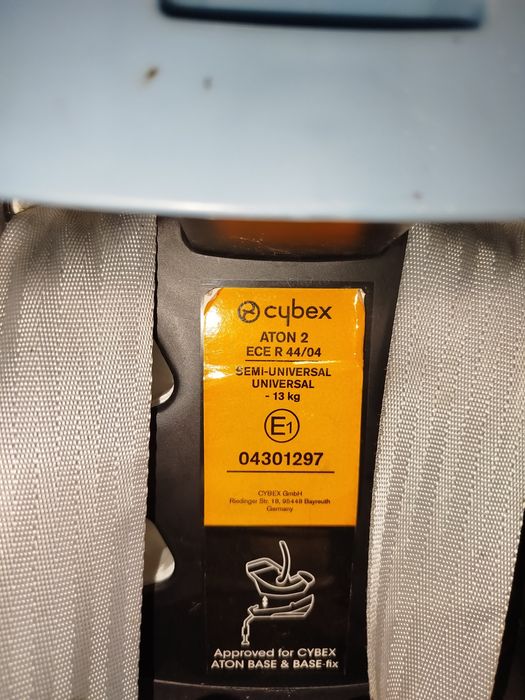 cybex
ATON 2
ECE R 44/04
SEMI-UNIVERSAL
UNIVERSAL
- 13 kg
E1
04301297
CYBEX GmbH
Riedinger Str. 18, 95448 Bayreuth
Germany
Approved for CYBEX
ATON BASE & BASE-fix